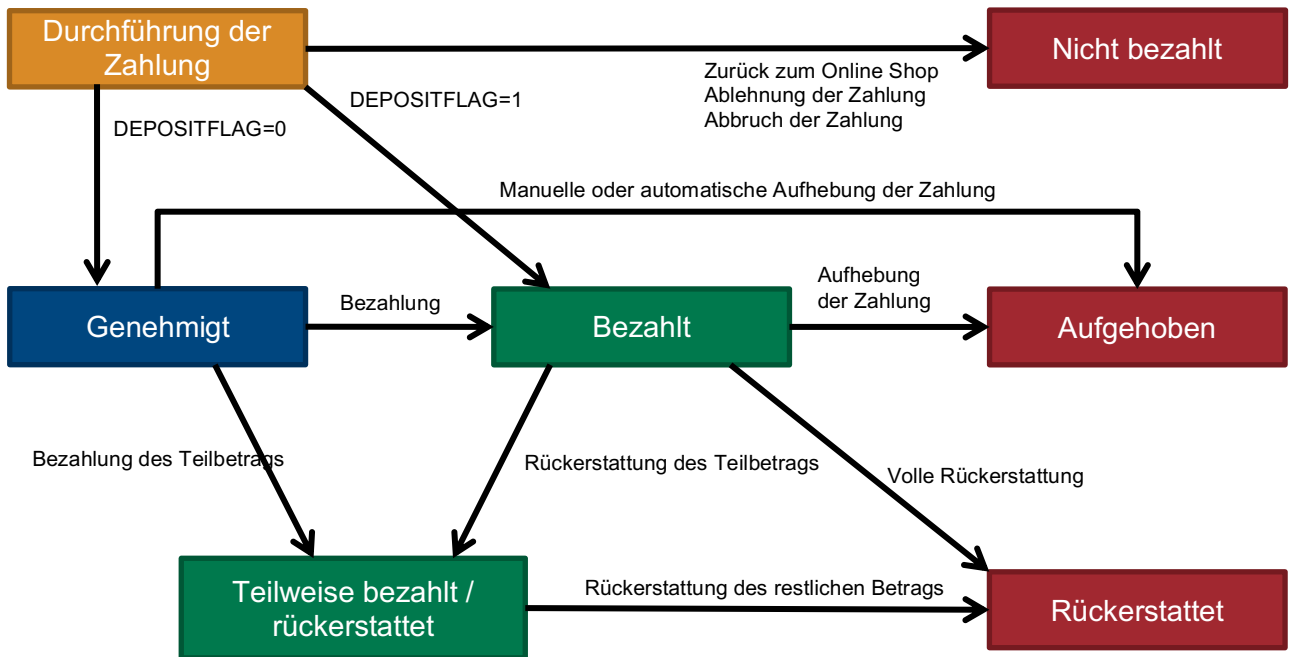 Durchführung der
Zahlung
Nicht bezahlt
Zurück zum Online Shop
Ablehnung der Zahlung
Abbruch der Zahlung
DEPOSITFLAG=1
DEPOSITFLAG=0
Manuelle oder automatische Aufhebung der Zahlung
Genehmigt
Bezahlung
Bezahlt
Aufhebung
der Zahlung
Aufgehoben
Bezahlung des Teilbetrags
Rückerstattung des Teilbetrags
Volle Rückerstattung
Teilweise bezahlt /
rückerstattet
Rückerstattung des restlichen Betrags
Rückerstattet